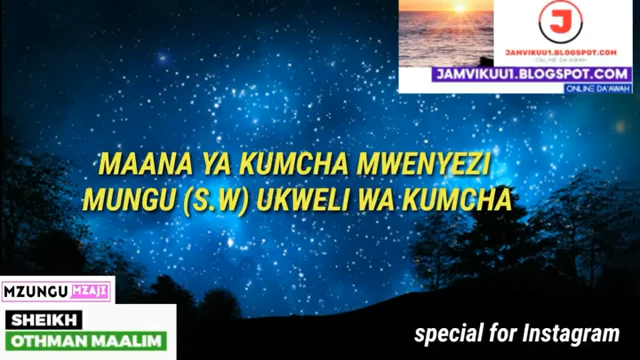 J
JAMVIKUU1.BLOGSPOT.COM
ONLINE DA'AWAH
JAMVIKUU1.BLOGSPOT.COM
ONLINE DA'AWAH
MAANA YA KUMCHA MWENYEZI
MUNGU (S.W) UKWELI WA KUMCHA
MZUNGU MZAJI
SHEIKH
OTHMAN MAALIM
special for Instagram